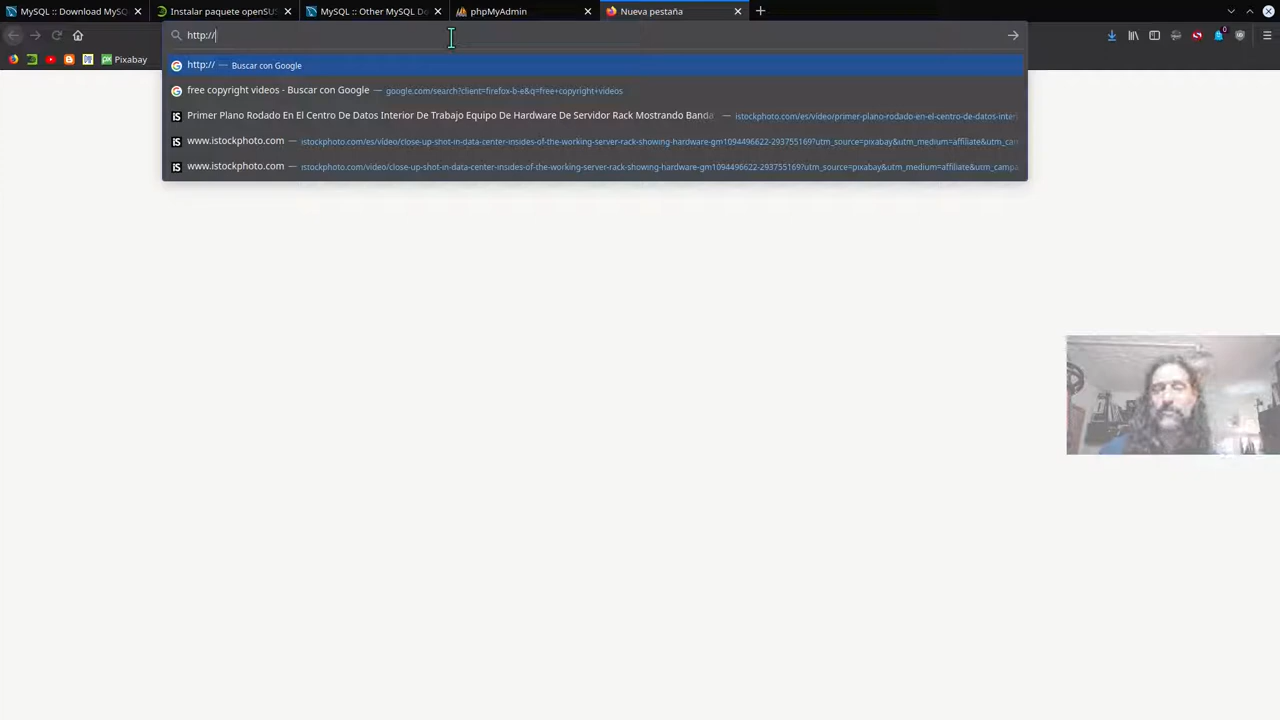 MySQL :: Download MySQ
Instalar paquete openSUS
MySQL :: Other MySQL Do
phpMyAdmin
Nueva pestaña
http://
Pixabay
http:// — Buscar con Google
free copyright videos - Buscar con Google — google.com/search?client=firefox-b-e&q=free+copyright+videos
Primer Plano Rodado En El Centro De Datos Interior De Trabajo Equipo De Hardware De Servidor Rack Mostrando Banda — istockphoto.com/es/video/primer-plano-rodado-en-el-centro-de-datos-inter
www.istockphoto.com — istockphoto.com/es/video/close-up-shot-in-data-center-insides-of-the-working-server-rack-showing-hardware-gm1094496622-293755169?utm_source=pixabay&utm_medium=affiliate&utm_cam
www.istockphoto.com — istockphoto.com/video/close-up-shot-in-data-center-insides-of-the-working-server-rack-showing-hardware-gm1094496622-293755169?utm_source=pixabay&utm_medium=affiliate&utm_campa